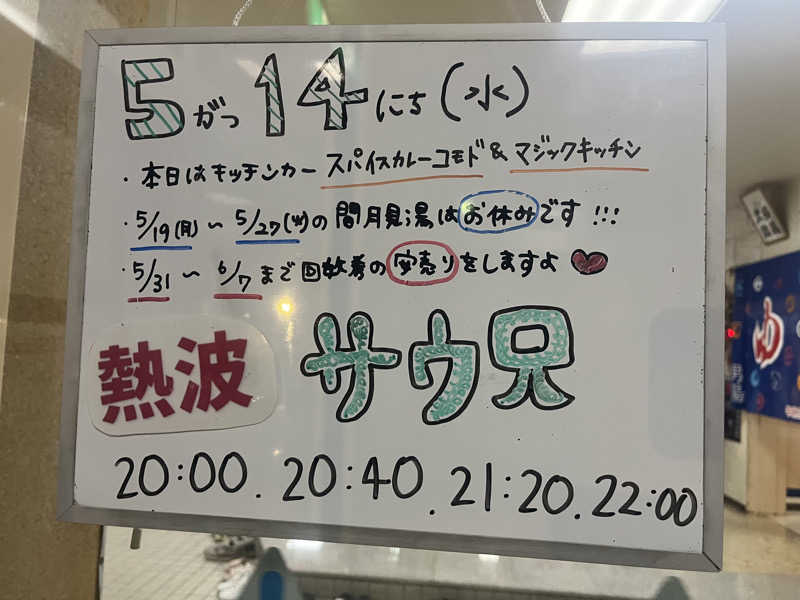 5がつ14にち(水)
・本日はキッチンカー スパイスカレーコモド & マジックキッチン
・5/19(月)～5/27(火)の間月見湯はお休みです!!!
・5/31～6/7まで回数券の安売りをしますよ♥
熱波 サウ兄
20:00. 20:40. 21:20. 22:00
ゆ